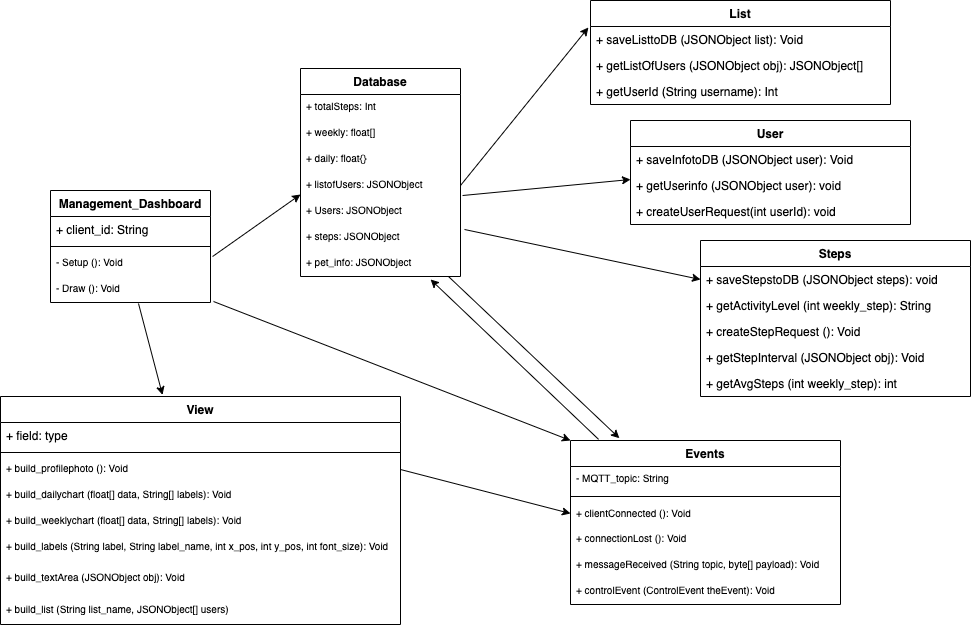 List
+ saveListtoDB (JSONObject list): Void
+ getListOfUsers (JSONObject obj): JSONObject[]
+ getUserId (String username): Int
Database
+ totalSteps: Int
+ weekly: float[]
+ daily: float{}
+ listofUsers: JSONObject
+ Users: JSONObject
+ steps: JSONObject
+ pet_info: JSONObject
User
+ saveInfotoDB (JSONObject user): Void
+ getUserinfo (JSONObject user): void
+ createUserRequest(int userId): void
Management_Dashboard
+ client_id: String
- Setup (): Void
- Draw (): Void
Steps
+ saveStepstoDB (JSONObject steps): void
+ getActivityLevel (int weekly_step): String
+ createStepRequest (): Void
+ getStepInterval (JSONObject obj): Void
+ getAvgSteps (int weekly_step): int
View
+ field: type
+ build_profilephoto (): Void
+ build_dailychart (float[] data, String[] labels): Void
+ build_weeklychart (float[] data, String[] labels): Void
+ build_labels (String label, String label_name, int x_pos, int y_pos, int font_size): Void
+ build_textArea (JSONObject obj): Void
+ build_list (String list_name, JSONObject[] users)
Events
- MQTT_topic: String
+ clientConnected (): Void
+ connectionLost (): Void
+ messageReceived (String topic, byte[] payload): Void
+ controlEvent (ControlEvent theEvent): Void